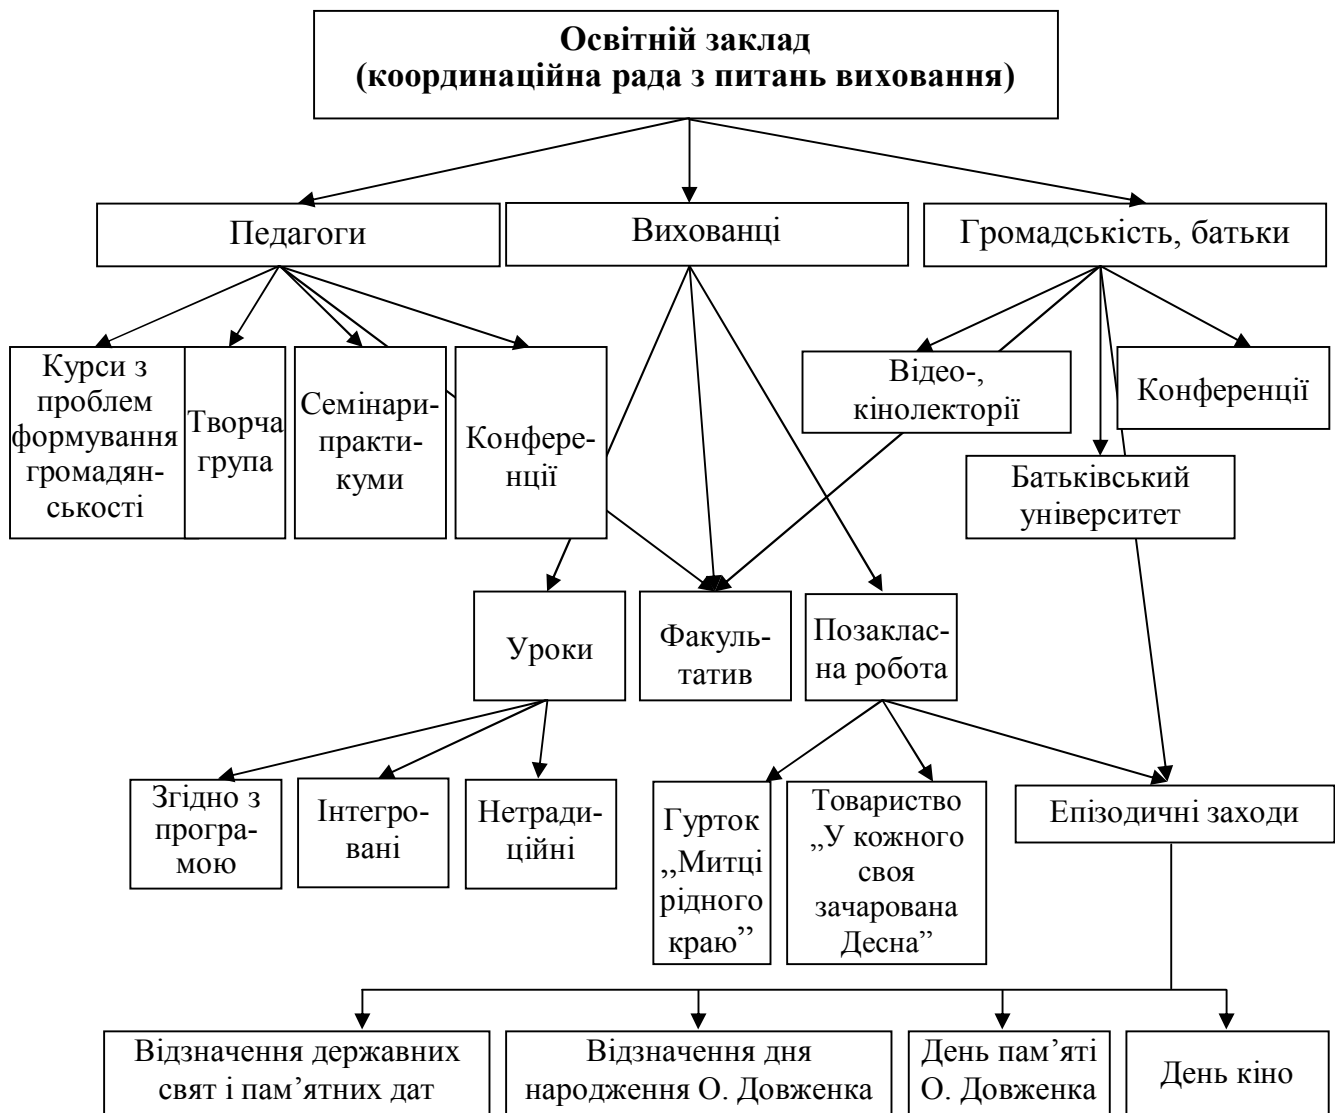 Освітній заклад
(координаційна рада з питань виховання)
Педагоги
Вихованці
Громадськість, батьки
Курси з
проблем
формування
громадян-
ськості
Творча
група
Семінари-
практи-
куми
Конфере-
нції
Відео-,
кінолекторії
Конференції
Батьківський
університет
Уроки
Факуль-
татив
Позаклас-
на робота
Згідно з
програ-
мою
Інтегро-
вані
Нетради-
ційні
Гурток
„Митці
рідного
краю”
Товариство
„У кожного
своя
зачарована
Десна”
Епізодичні заходи
Відзначення державних
свят і пам’ятних дат
Відзначення дня
народження О. Довженка
День пам’яті
О. Довженка
День кіно